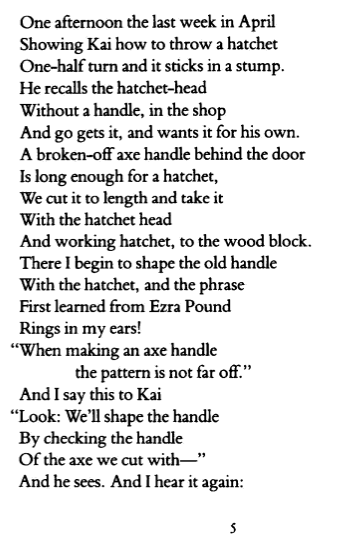 One afternoon the last week in April
Showing Kai how to throw a hatchet
One-half turn and it sticks in a stump.
He recalls the hatchet-head
Without a handle, in the shop
And go gets it, and wants it for his own.
A broken-off axe handle behind the door
Is long enough for a hatchet,
We cut it to length and take it
With the hatchet head
And working hatchet, to the wood block.
There I begin to shape the old handle
With the hatchet, and the phrase
First learned from Ezra Pound
Rings in my ears!
“When making an axe handle
the pattern is not far off.”
And I say this to Kai
“Look: We’ll shape the handle
By checking the handle
Of the axe we cut with—”
And he sees. And I hear it again:
5